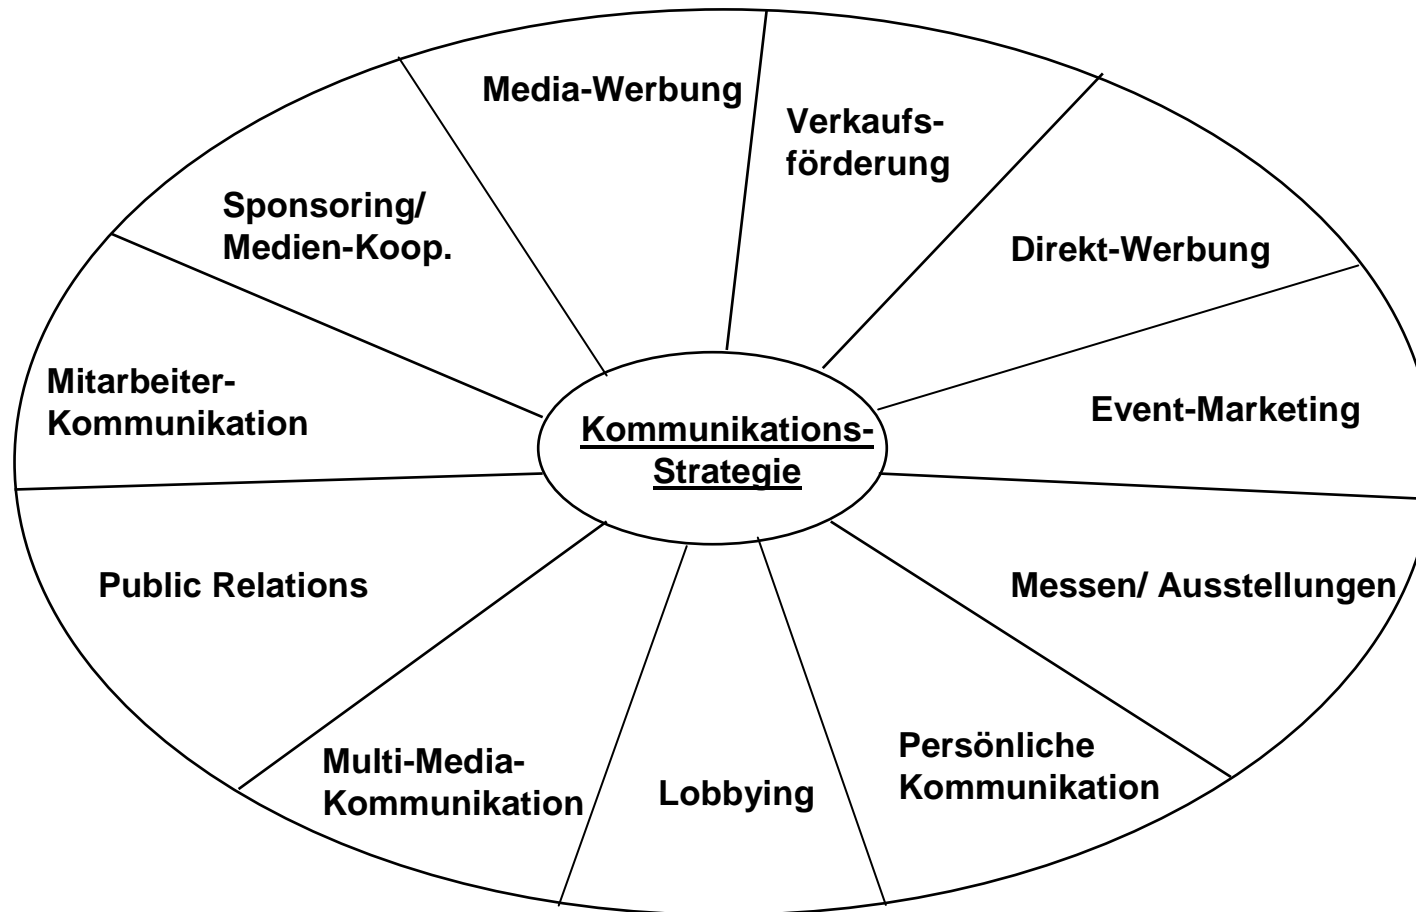 Media-Werbung
Verkaufs-
förderung
Sponsoring/
Medien-Koop.
Direkt-Werbung
Mitarbeiter-
Kommunikation
Event-Marketing
Kommunikations-
Strategie
Public Relations
Messen/ Ausstellungen
Multi-Media-
Kommunikation
Lobbying
Persönliche
Kommunikation